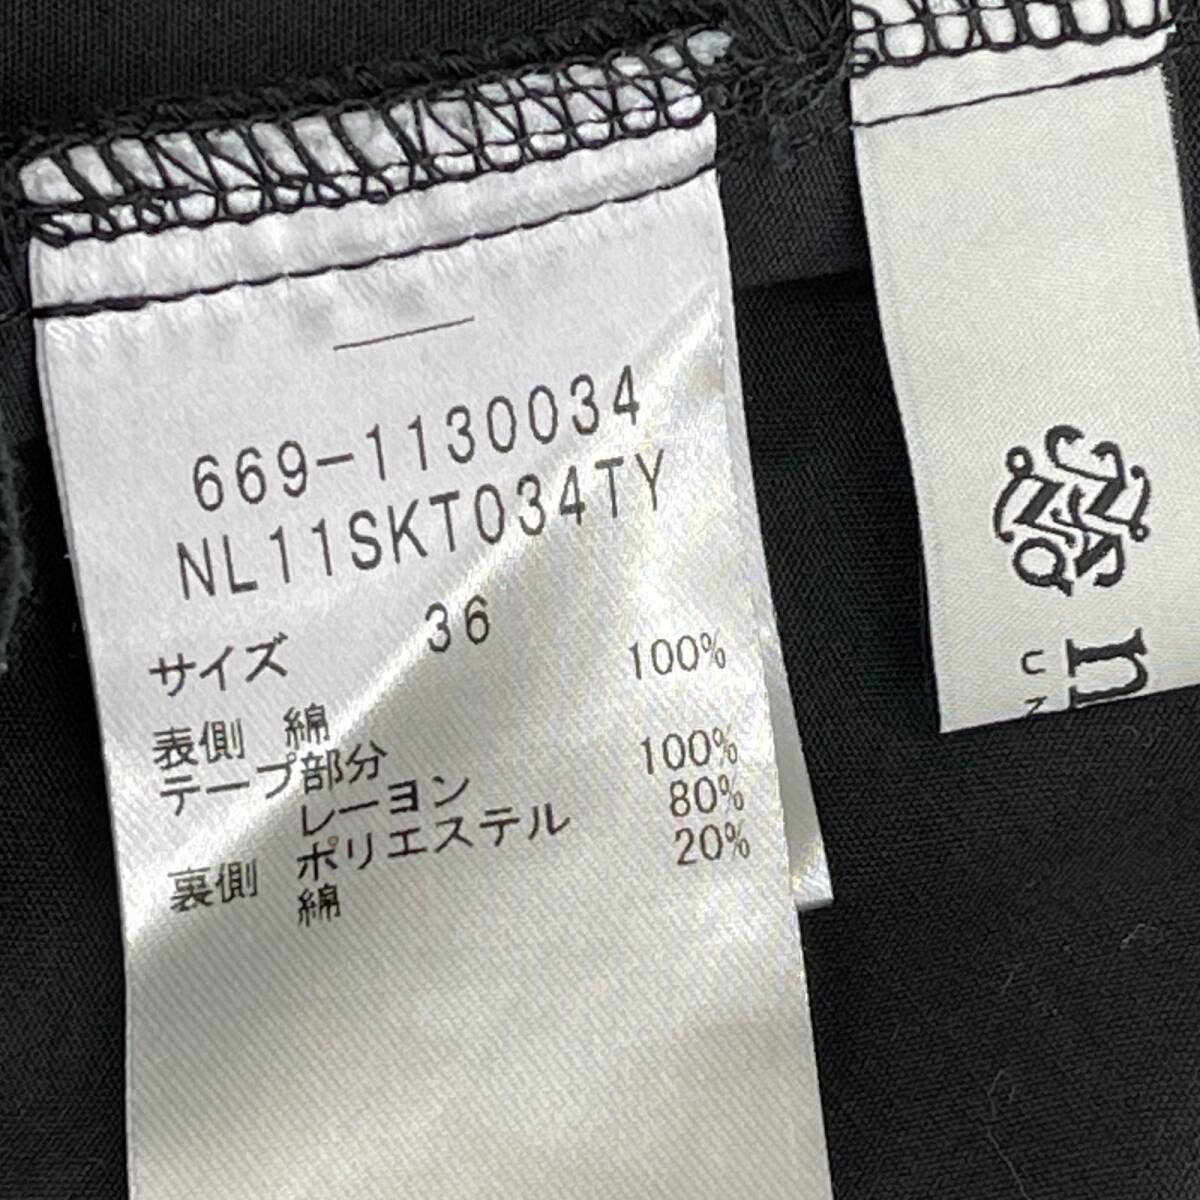 669-1130034
NL11SKT034TY
サイズ 36
表側 綿 100%
テープ部分
レーヨン 100%
裏側 ポリエステル 80%
綿 20%
n
U